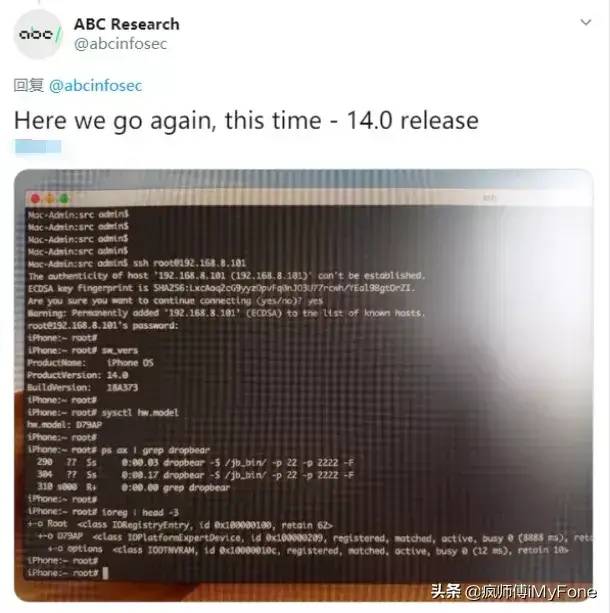 abc/
ABC Research
@abcinfosec
回复 @abcinfosec
Here we go again, this time - 14.0 release
Mac-Admin:src admin$
Mac-Admin:src admin$
Mac-Admin:src admin$
Mac-Admin:src admin$
Mac-Admin:src admin$ ssh root@192.168.8.101
The authenticity of host '192.168.8.101 (192.168.8.101)' can't be established.
ECDSA key fingerprint is
Are you sure you want to continue connecting (yes/no)? yes
Warning: Permanently added '192.168.8.101' (ECDSA) to the list of known hosts.
root@192.168.8.101's password:
iPhone:~ root#
iPhone:~ root# sw_vers
ProductName: iPhone OS
ProductVersion: 14.0
BuildVersion: 18A373
iPhone:~ root#
iPhone:~ root# sysctl hw.model
hw.model: D79AP
iPhone:~ root#
iPhone:~ root# ps ax | grep dropbear
290 ?? Ss 0:00.03 dropbear -S /jb_bin/ -p 22 -p 2222 -F
304 ?? Ss 0:00.17 dropbear -S /jb_bin/ -p 22 -p 2222 -F
310 s000 R+ 0:00.00 grep dropbear
iPhone:~ root#
iPhone:~ root# ioreg | head -3
+-o Root <class IORegistryEntry, id 0x100000100, retain 62>
+-o D79AP <class IOPlatformExpertDevice, id 0x100000209, registered, matched, active, busy 0 (8888 ms), reta
+-o options <class IODTNVRAM, id 0x10000010c, registered, matched, active, busy 0 (12 ms), retain 10>
iPhone:~ root#
iPhone:~ root#
头条 @疯师傅iMyFone